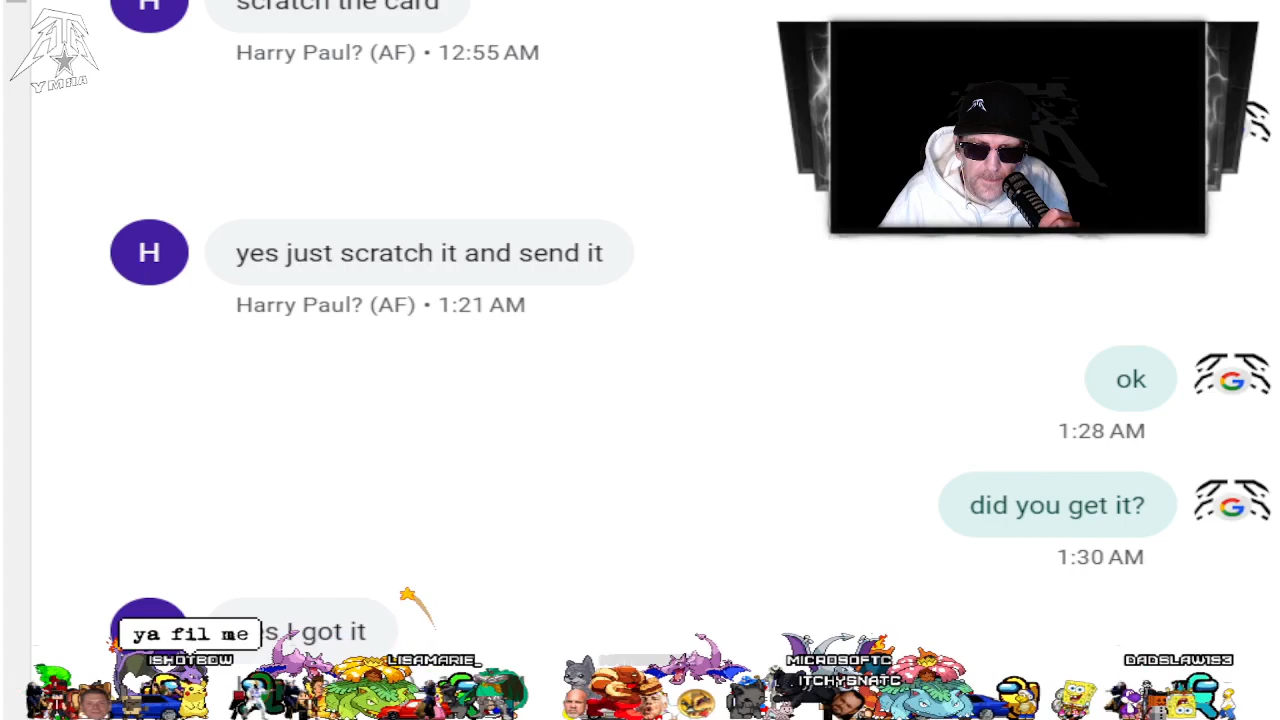 scratch the card
Harry Paul? (AF) • 12:55 AM
H
yes just scratch it and send it
Harry Paul? (AF) • 1:21 AM
ok
1:28 AM
did you get it?
1:30 AM
s I got it
ya fil me
ISHOTBOW
LISAMARIE_
MICROSOFTC
ITCHYSNATC
DADSLAW153